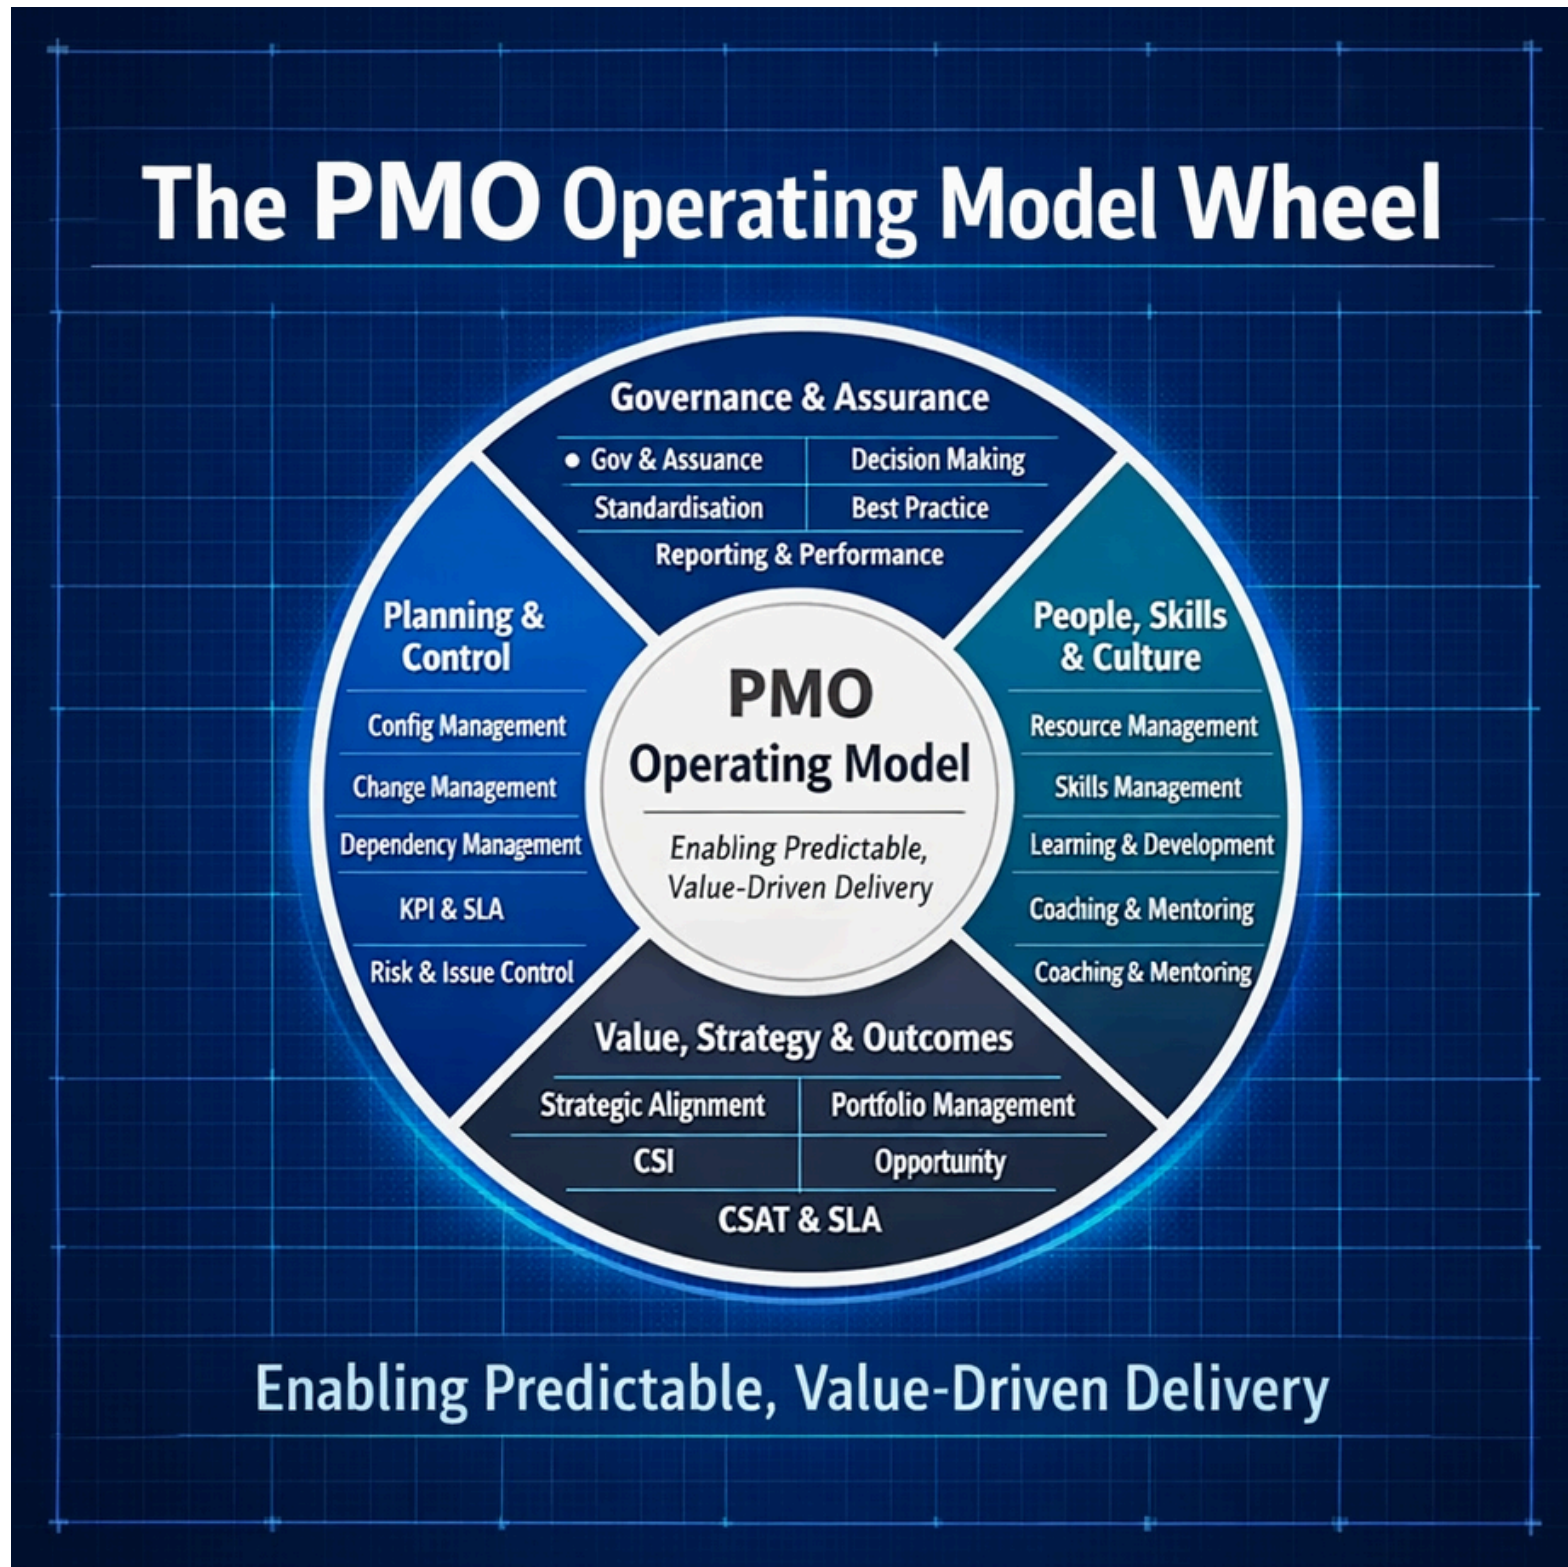 The PMO Operating Model Wheel
Governance & Assurance
• Gov & Assuance
Decision Making
Standardisation
Best Practice
Reporting & Performance
Planning &
Control
Config Management
Change Management
Dependency Management
KPI & SLA
Risk & Issue Control
PMO
Operating Model
Enabling Predictable,
Value-Driven Delivery
People, Skills
& Culture
Resource Management
Skills Management
Learning & Development
Coaching & Mentoring
Coaching & Mentoring
Value, Strategy & Outcomes
Strategic Alignment
Portfolio Management
CSI
Opportunity
CSAT & SLA
Enabling Predictable, Value-Driven Delivery